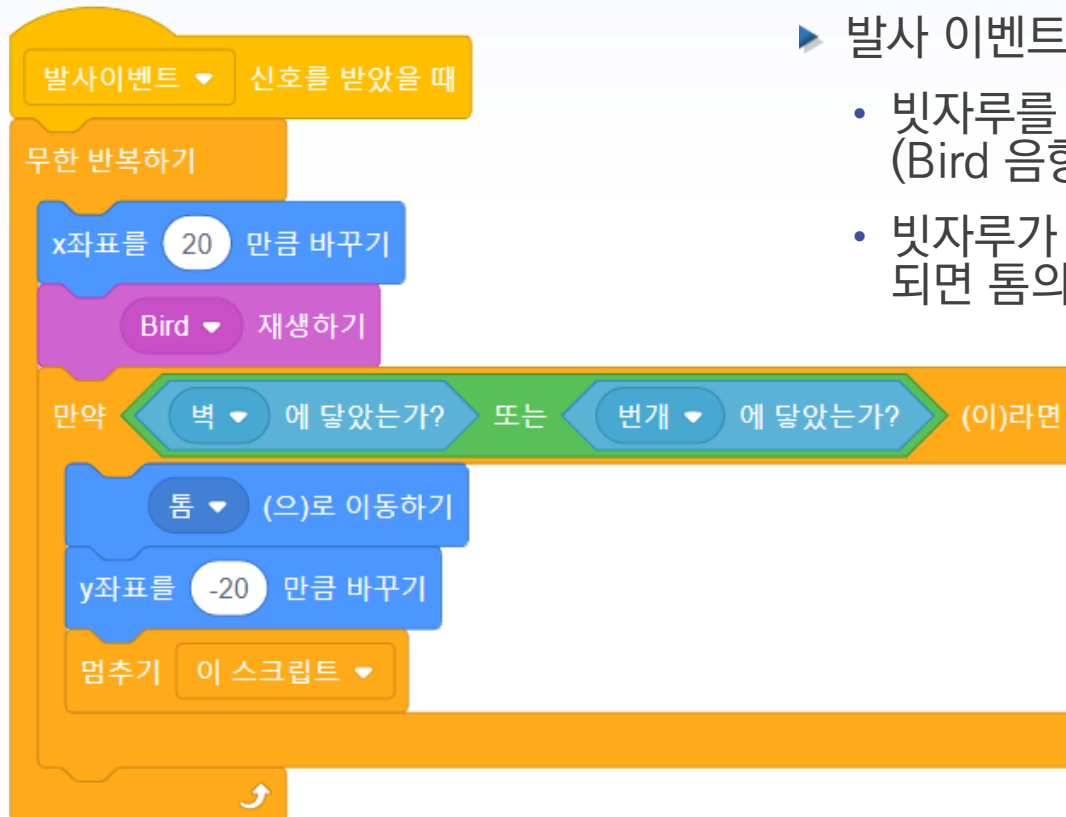 발사이벤트 신호를 받았을 때
무한 반복하기
x좌표를 20 만큼 바꾸기
Bird 재생하기
만약 벽 에 닿았는가? 또는 번개 에 닿았는가? (이)라면
톰 (으)로 이동하기
y좌표를 -20 만큼 바꾸기
멈추기 이 스크립트
발사 이벤트
빗자루를
(Bird
빗자루가
되면 톰의